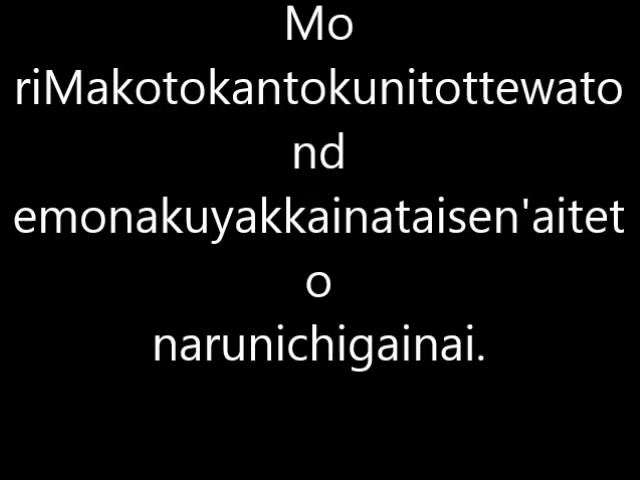 Mo
riMakotokantokunitottewato
nd
emonakuyakkainataisen'aitet
o
narunichigainai.